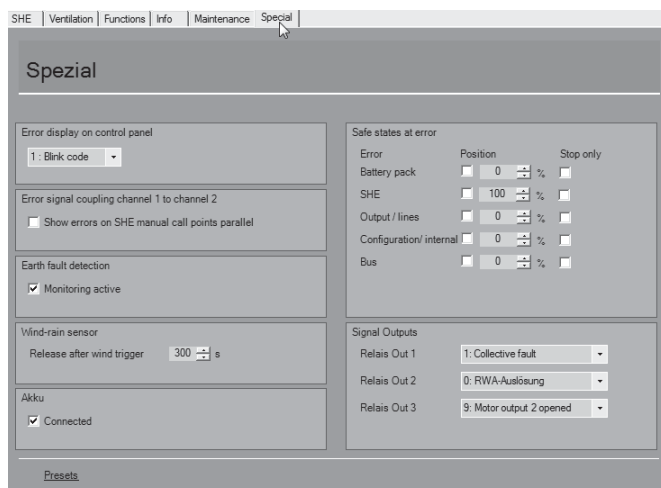 SHE Ventilation Functions Info Maintenance Special
Spezial
Error display on control panel
1 : Blink code
Error signal coupling channel 1 to channel 2
Show errors on SHE manual call points parallel
Earth fault detection
Monitoring active
Wind-rain sensor
Release after wind trigger 300 s
Akku
Connected
Safe states at error
Error Position Stop only
Battery pack 0 %
SHE 100 %
Output / lines 0 %
Configuration/ internal 0 %
Bus 0 %
Signal Outputs
Relais Out 1 1: Collective fault
Relais Out 2 0: RWA-Auslösung
Relais Out 3 9: Motor output 2 opened
Presets